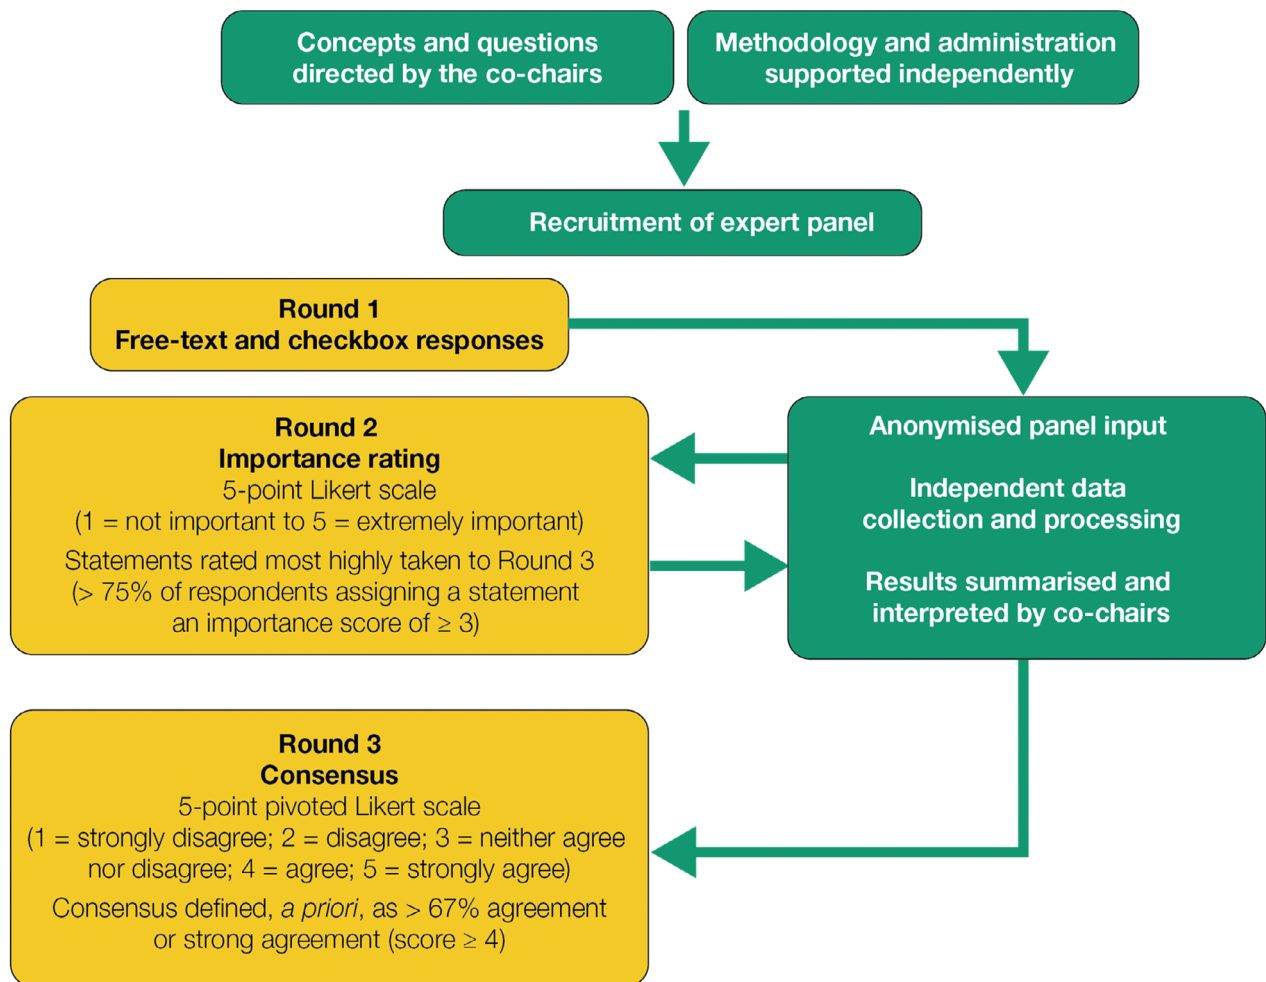 Concepts and questions
directed by the co-chairs
Methodology and administration
supported independently
Recruitment of expert panel
Round 1
Free-text and checkbox responses
Round 2
Importance rating
5-point Likert scale
(1 = not important to 5 = extremely important)
Statements rated most highly taken to Round 3
(> 75% of respondents assigning a statement
an importance score of ≥ 3)
Anonymised panel input
Independent data
collection and processing
Results summarised and
interpreted by co-chairs
Round 3
Consensus
5-point pivoted Likert scale
(1 = strongly disagree; 2 = disagree; 3 = neither agree
nor disagree; 4 = agree; 5 = strongly agree)
Consensus defined, a priori, as > 67% agreement
or strong agreement (score ≥ 4)